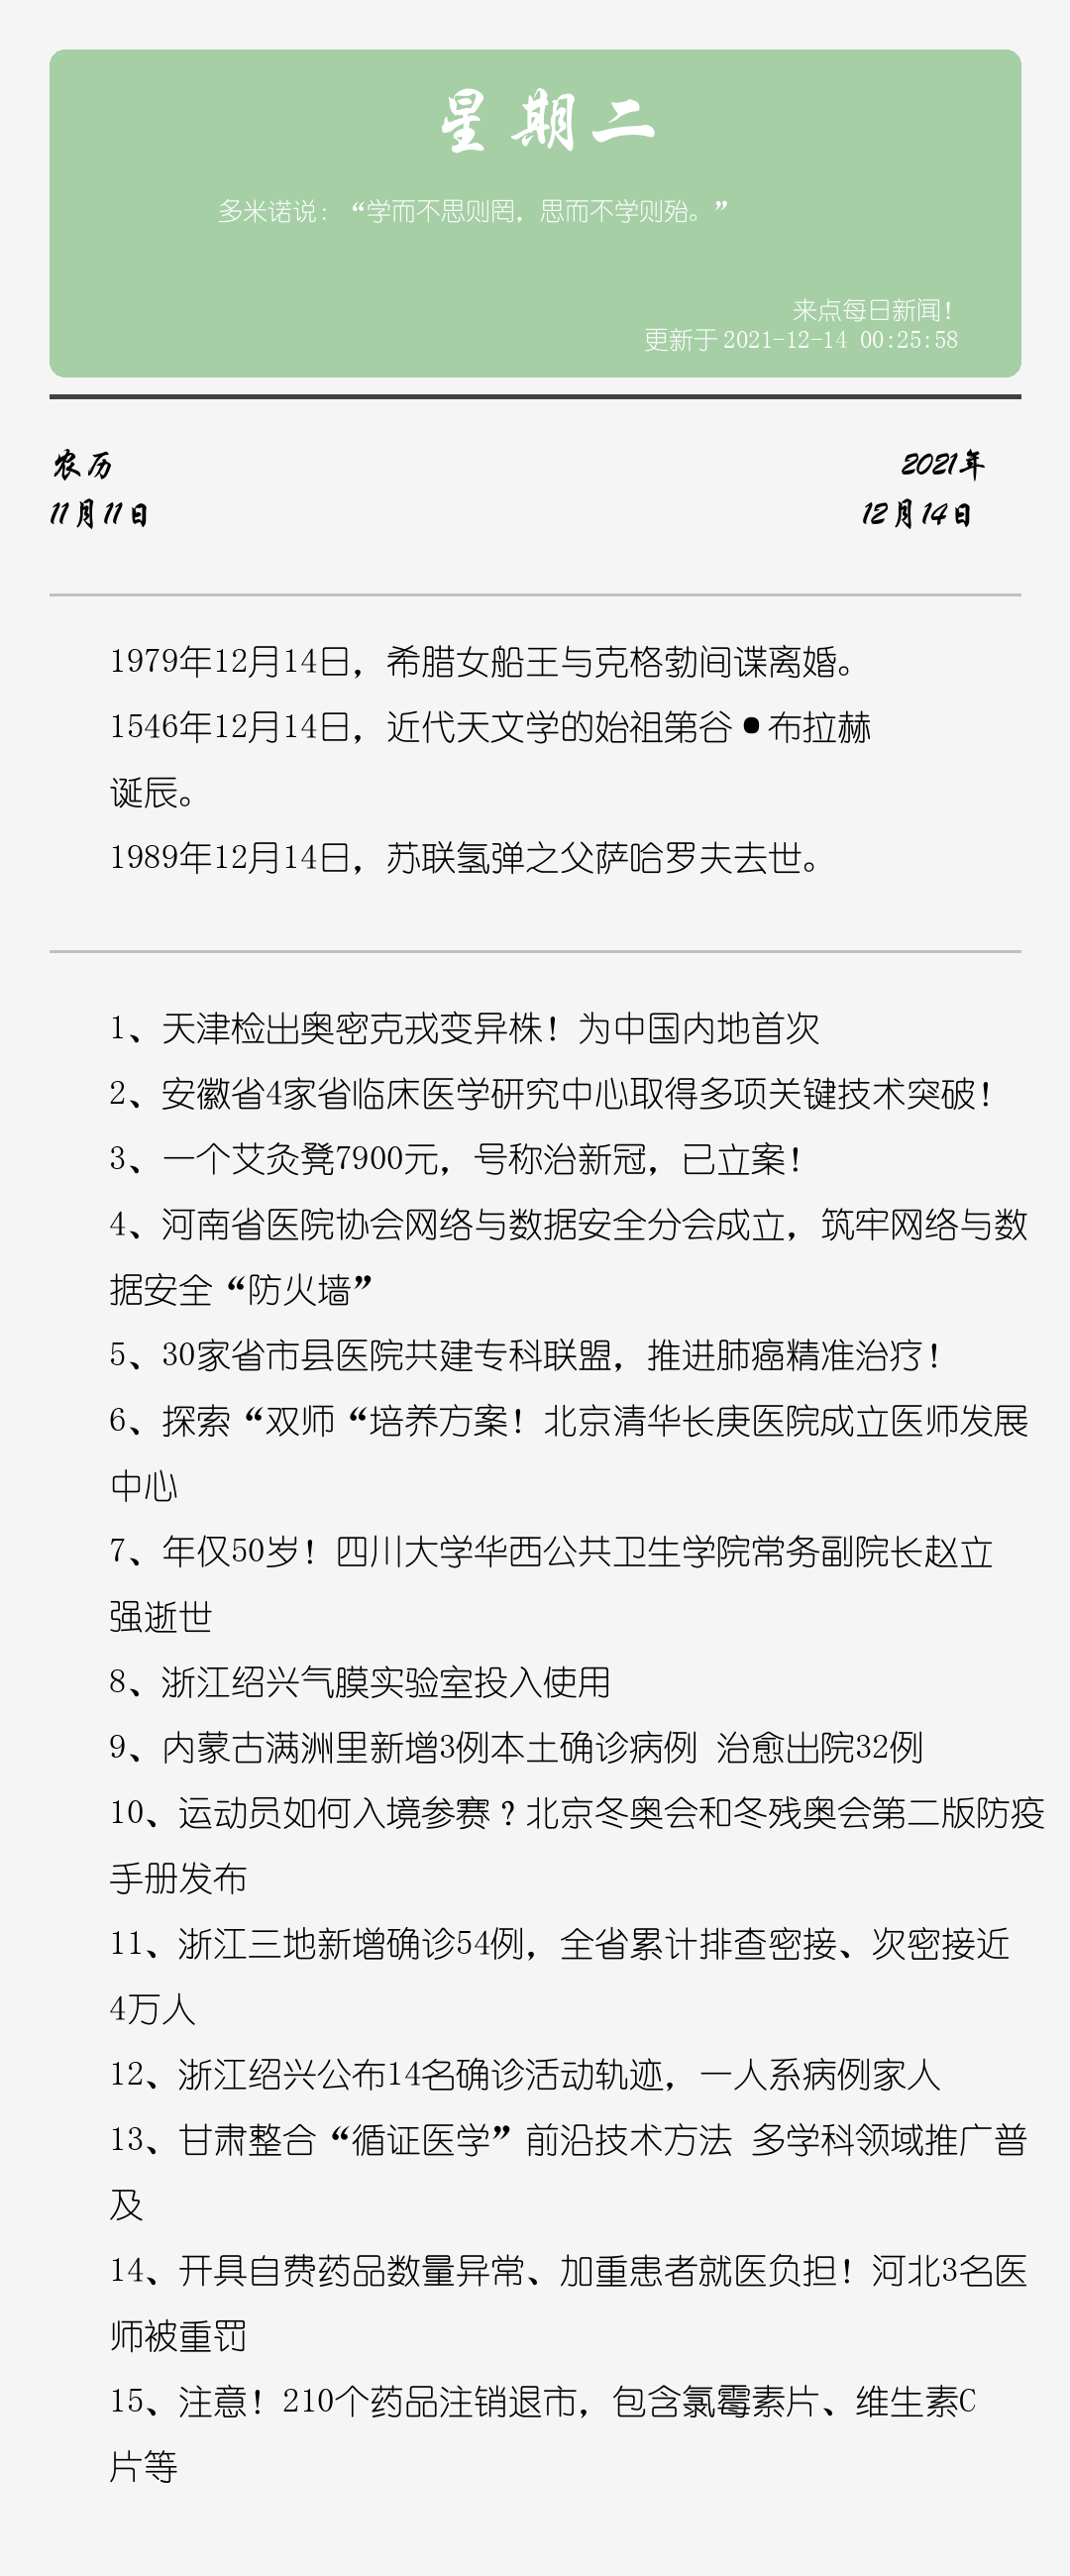 星期二
多米诺说：“学而不思则罔，思而不学则殆。”
来点每日新闻！
更新于 2021-12-14 00:25:58
农历
2021年
11月11日
12月14日
1979年12月14日，希腊女船王与克格勃间谍离婚。
1546年12月14日，近代天文学的始祖第谷•布拉赫
诞辰。
1989年12月14日，苏联氢弹之父萨哈罗夫去世。
1、天津检出奥密克戎变异株！为中国内地首次
2、安徽省4家省临床医学研究中心取得多项关键技术突破！
3、一个艾灸凳7900元，号称治新冠，已立案！
4、河南省医院协会网络与数据安全分会成立，筑牢网络与数
据安全“防火墙”
5、30家省市县医院共建专科联盟，推进肺癌精准治疗！
6、探索“双师“培养方案！北京清华长庚医院成立医师发展
中心
7、年仅50岁！四川大学华西公共卫生学院常务副院长赵立
强逝世
8、浙江绍兴气膜实验室投入使用
9、内蒙古满洲里新增3例本土确诊病例 治愈出院32例
10、运动员如何入境参赛？北京冬奥会和冬残奥会第二版防疫
手册发布
11、浙江三地新增确诊54例，全省累计排查密接、次密接近
4万人
12、浙江绍兴公布14名确诊活动轨迹，一人系病例家人
13、甘肃整合“循证医学”前沿技术方法 多学科领域推广普
及
14、开具自费药品数量异常、加重患者就医负担！河北3名医
师被重罚
15、注意！210个药品注销退市，包含氯霉素片、维生素C
片等